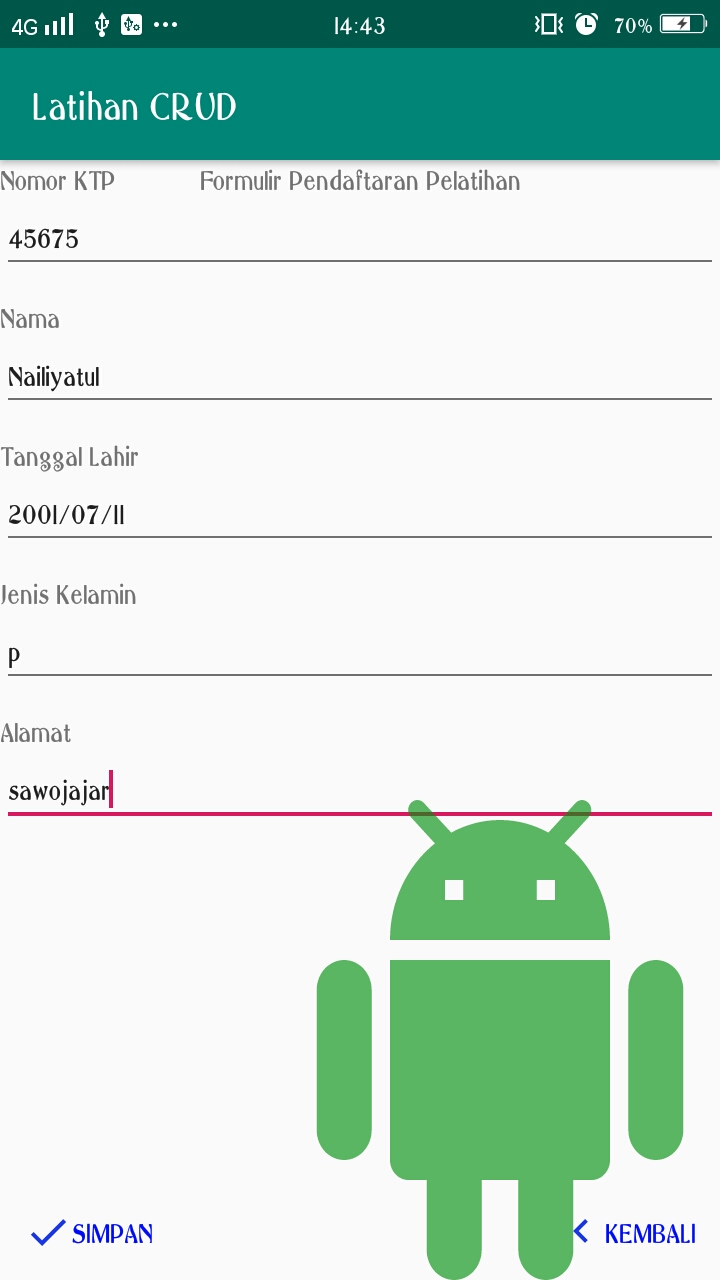 4G 14:43 70%
Latihan CRUD
Nomor KTP Formulir Pendaftaran Pelatihan
45675
Nama
Nailiyatul
Tanggal Lahir
2001/07/11
Jenis Kelamin
p
Alamat
sawojajar
SIMPAN KEMBALI